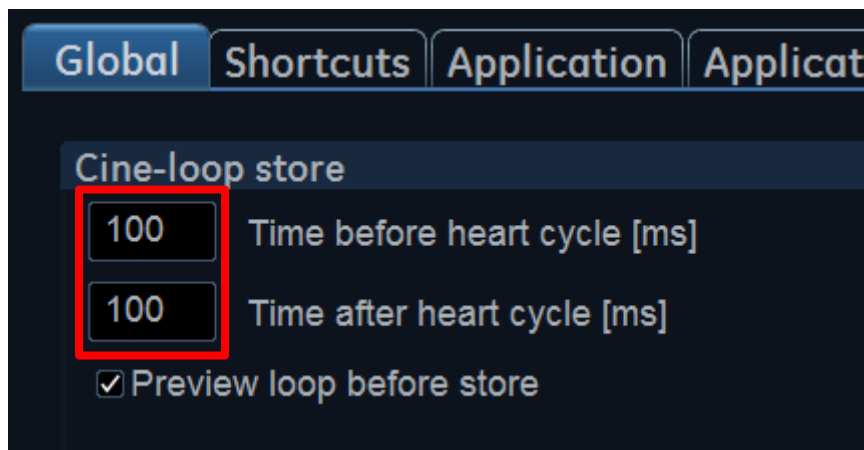 Global Shortcuts Application Applicat
Cine-loop store
100 Time before heart cycle [ms]
100 Time after heart cycle [ms]
Preview loop before store